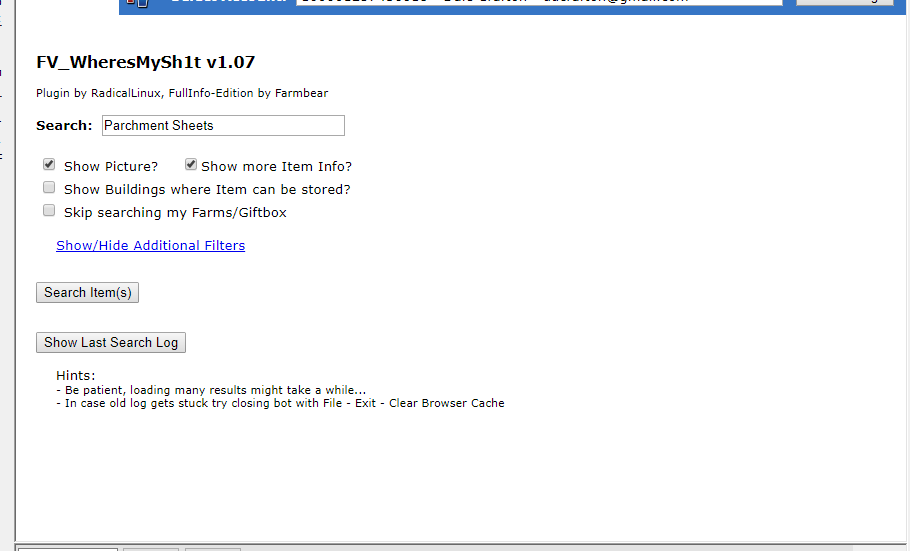 FV_WheresMySh1t v1.07
Plugin by RadicalLinux, FullInfo-Edition by Farmbear
Search: Parchment Sheets
Show Picture? Show more Item Info?
Show Buildings where Item can be stored?
Skip searching my Farms/Giftbox
Show/Hide Additional Filters
Search Item(s)
Show Last Search Log
Hints:
- Be patient, loading many results might take a while...
- In case old log gets stuck try closing bot with File - Exit - Clear Browser Cache